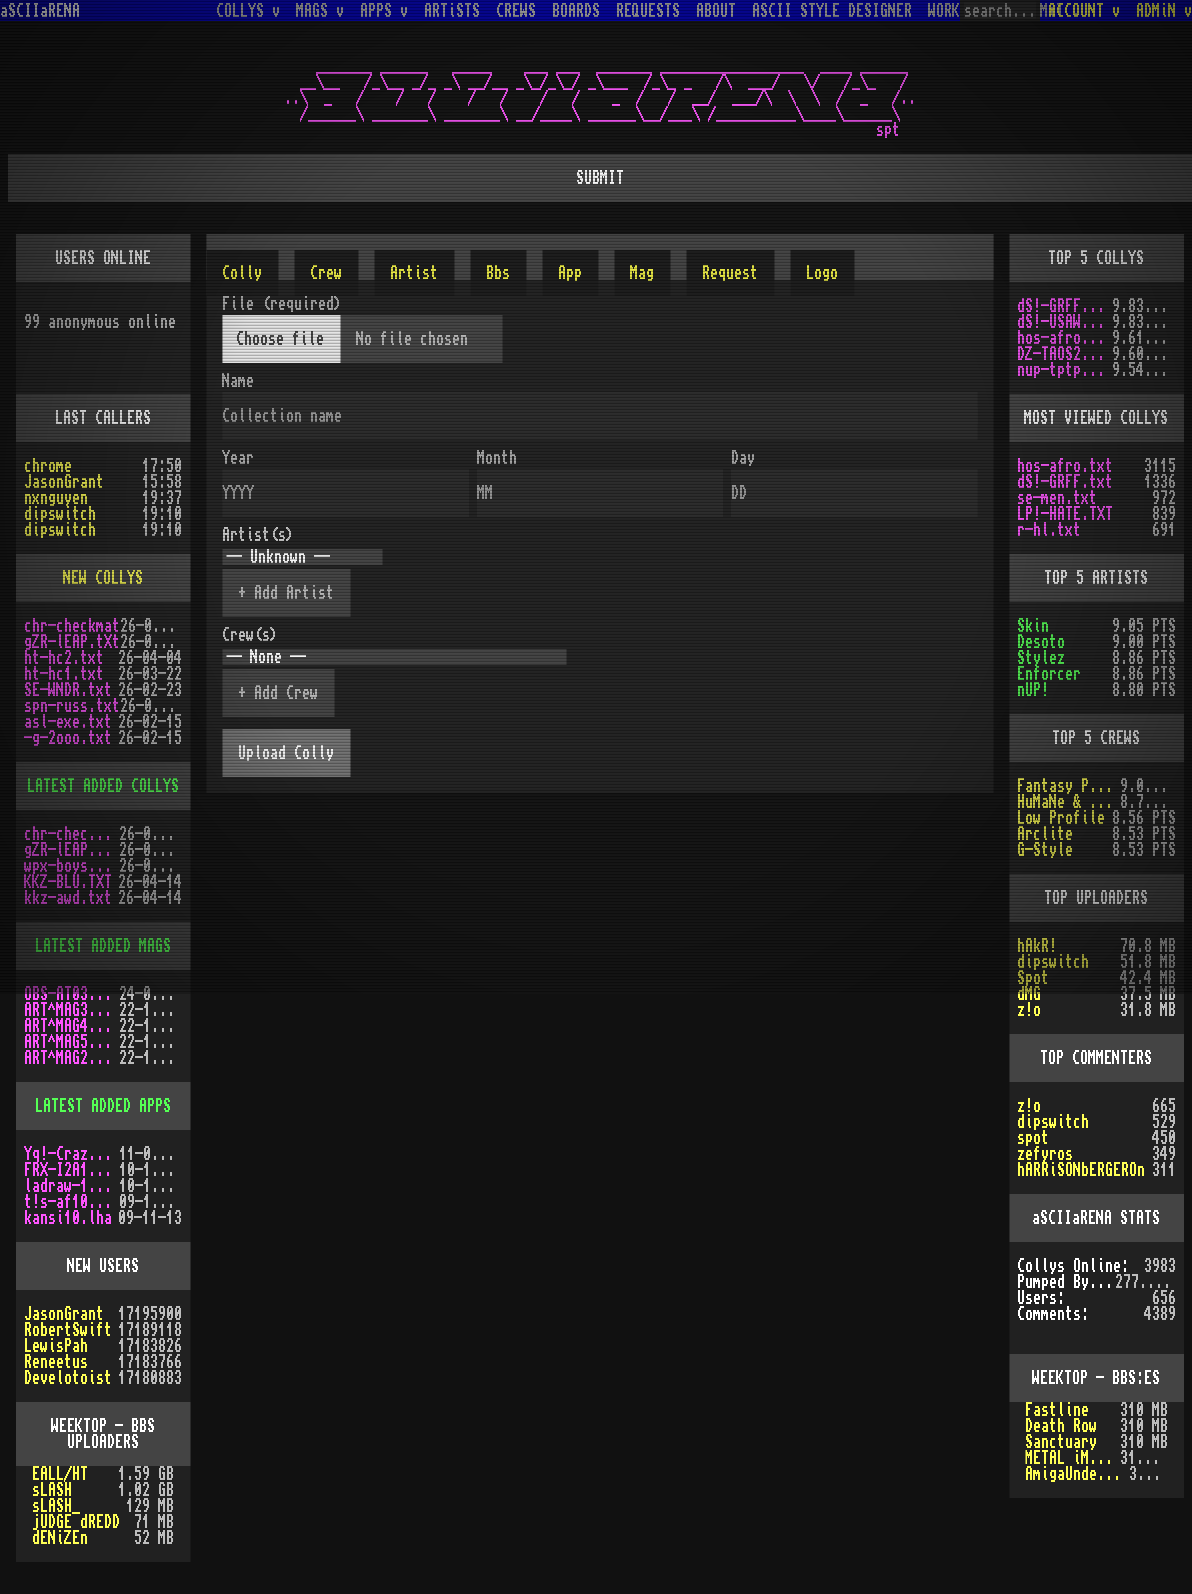 aSCIIaRENA COLLYS v MAGS v APPS v ARTiSTS CREWS BOARDS REQUESTS ABOUT ASCII STYLE DESIGNER WORK search... ACCOUNT v ADMiN v
spt
SUBMIT
USERS ONLINE
99 anonymous online
LAST CALLERS
chrome 17:50
JasonGrant 15:58
nxnguyen 19:37
dipswitch 19:10
dipswitch 19:10
NEW COLLYS
chr-checkmat26-0...
gZR-lEAP.tXt26-0...
ht-hc2.txt 26-04-04
ht-hc1.txt 26-03-22
SE-WNDR.txt 26-02-23
spn-russ.txt26-0...
asl-exe.txt 26-02-15
-g-2ooo.txt 26-02-15
LATEST ADDED COLLYS
chr-chec... 26-0...
gZR-lEAP... 26-0...
wpx-boys... 26-0...
KKZ-BLU.TXT 26-04-14
kkz-awd.txt 26-04-14
LATEST ADDED MAGS
OBS-AT03... 24-0...
ART^MAG3... 22-1...
ART^MAG4... 22-1...
ART^MAG5... 22-1...
ART^MAG2... 22-1...
LATEST ADDED APPS
Yq!-Craz... 11-0...
FRX-I2A1... 10-1...
ladraw-1... 10-1...
t!s-af10... 09-1...
kansi10.lha 09-11-13
NEW USERS
JasonGrant 17195900
RobertSwift 17189118
LewisPah 17183826
Reneetus 17183766
Develotoist 17180883
WEEKTOP - BBS
UPLOADERS
EALL/HT 1.59 GB
sLASH 1.02 GB
sLASH_ 129 MB
jUDGE dREDD 71 MB
dENiZEn 52 MB
Colly Crew Artist Bbs App Mag Request Logo
File (required)
Choose file No file chosen
Name
Collection name
Year Month Day
YYYY MM DD
Artist(s)
— Unknown —
+ Add Artist
Crew(s)
— None —
+ Add Crew
Upload Colly
TOP 5 COLLYS
dS!-GRFF... 9.83...
dS!-USAW... 9.83...
hos-afro... 9.61...
DZ-TAOS2... 9.60...
nup-tptp... 9.54...
MOST VIEWED COLLYS
hos-afro.txt 3115
dS!-GRFF.txt 1336
se-men.txt 972
LP!-HATE.TXT 839
r-hl.txt 691
TOP 5 ARTISTS
Skin 9.05 PTS
Desoto 9.00 PTS
Stylez 8.86 PTS
Enforcer 8.86 PTS
nUP! 8.80 PTS
TOP 5 CREWS
Fantasy P... 9.0...
HuMaNe & ... 8.7...
Low Profile 8.56 PTS
Arclite 8.53 PTS
G-Style 8.53 PTS
TOP UPLOADERS
hAkR! 70.8 MB
dipswitch 51.8 MB
Spot 42.4 MB
dMG 37.5 MB
z!o 31.8 MB
TOP COMMENTERS
z!o 665
dipswitch 529
spot 450
zefyros 349
hARRiSONbERGEROn 311
aSCIIaRENA STATS
Collys Online: 3983
Pumped By...277....
Users: 656
Comments: 4389
WEEKTOP - BBS:ES
Fastline 310 MB
Death Row 310 MB
Sanctuary 310 MB
METAL iM... 31...
AmigaUnde... 3...